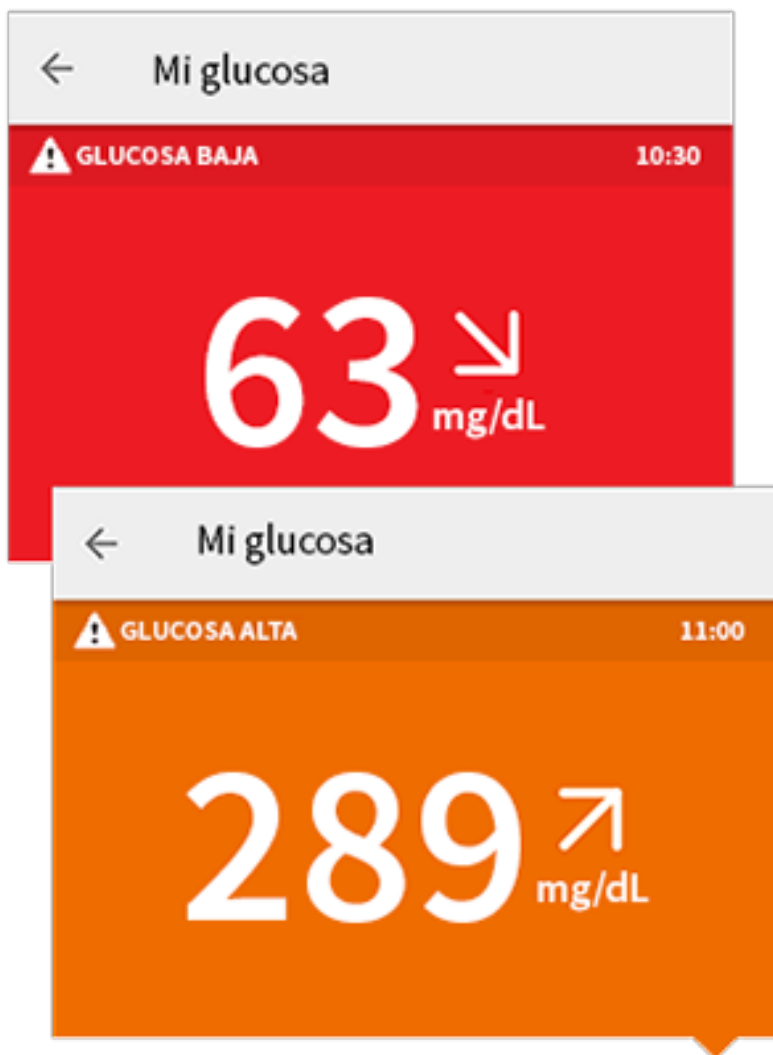 Mi glucosa
GLUCOSA BAJA 10:30
63 mg/dL
Mi glucosa
GLUCOSA ALTA 11:00
289 mg/dL